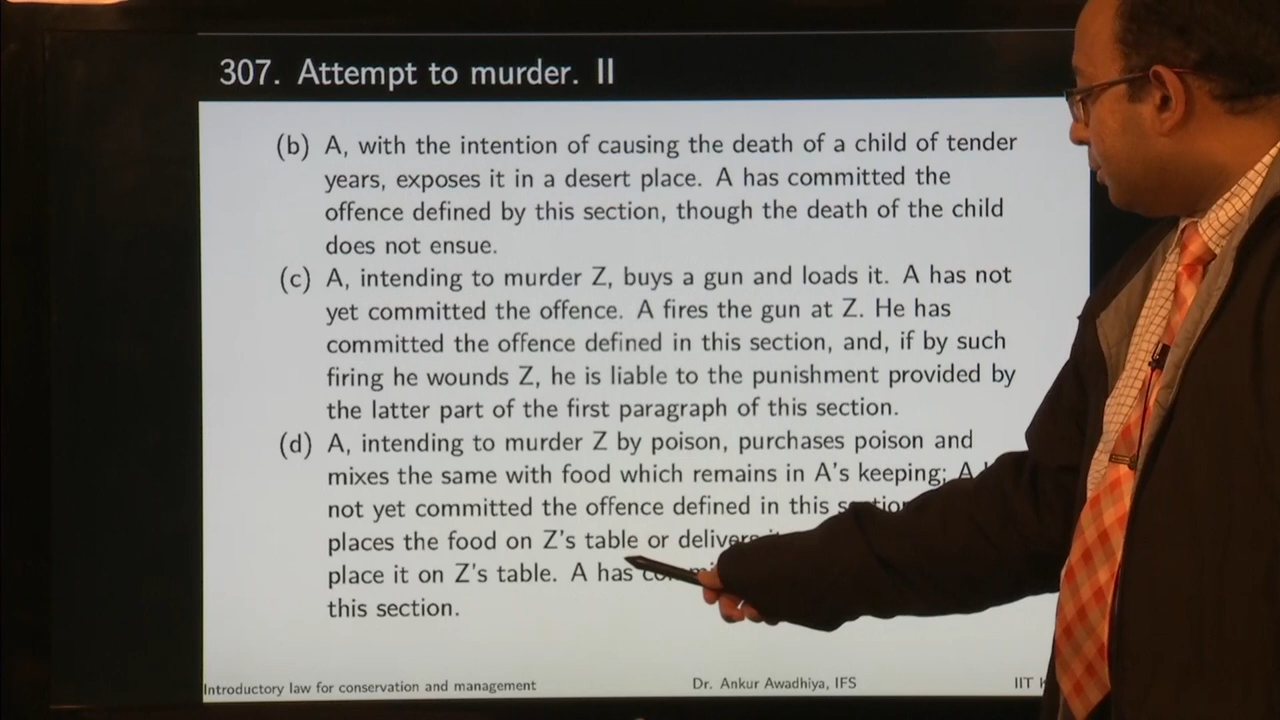 307. Attempt to murder. II
(b) A, with the intention of causing the death of a child of tender
years, exposes it in a desert place. A has committed the
offence defined by this section, though the death of the child
does not ensue.
(c) A, intending to murder Z, buys a gun and loads it. A has not
yet committed the offence. A fires the gun at Z. He has
committed the offence defined in this section, and, if by such
firing he wounds Z, he is liable to the punishment provided by
the latter part of the first paragraph of this section.
(d) A, intending to murder Z by poison, purchases poison and
mixes the same with food which remains in A's keeping; A
not yet committed the offence defined in this
places the food on Z's table or delivers
place it on Z's table. A has
this section.
Introductory law for conservation and management Dr. Ankur Awadhiya, IFS IIT